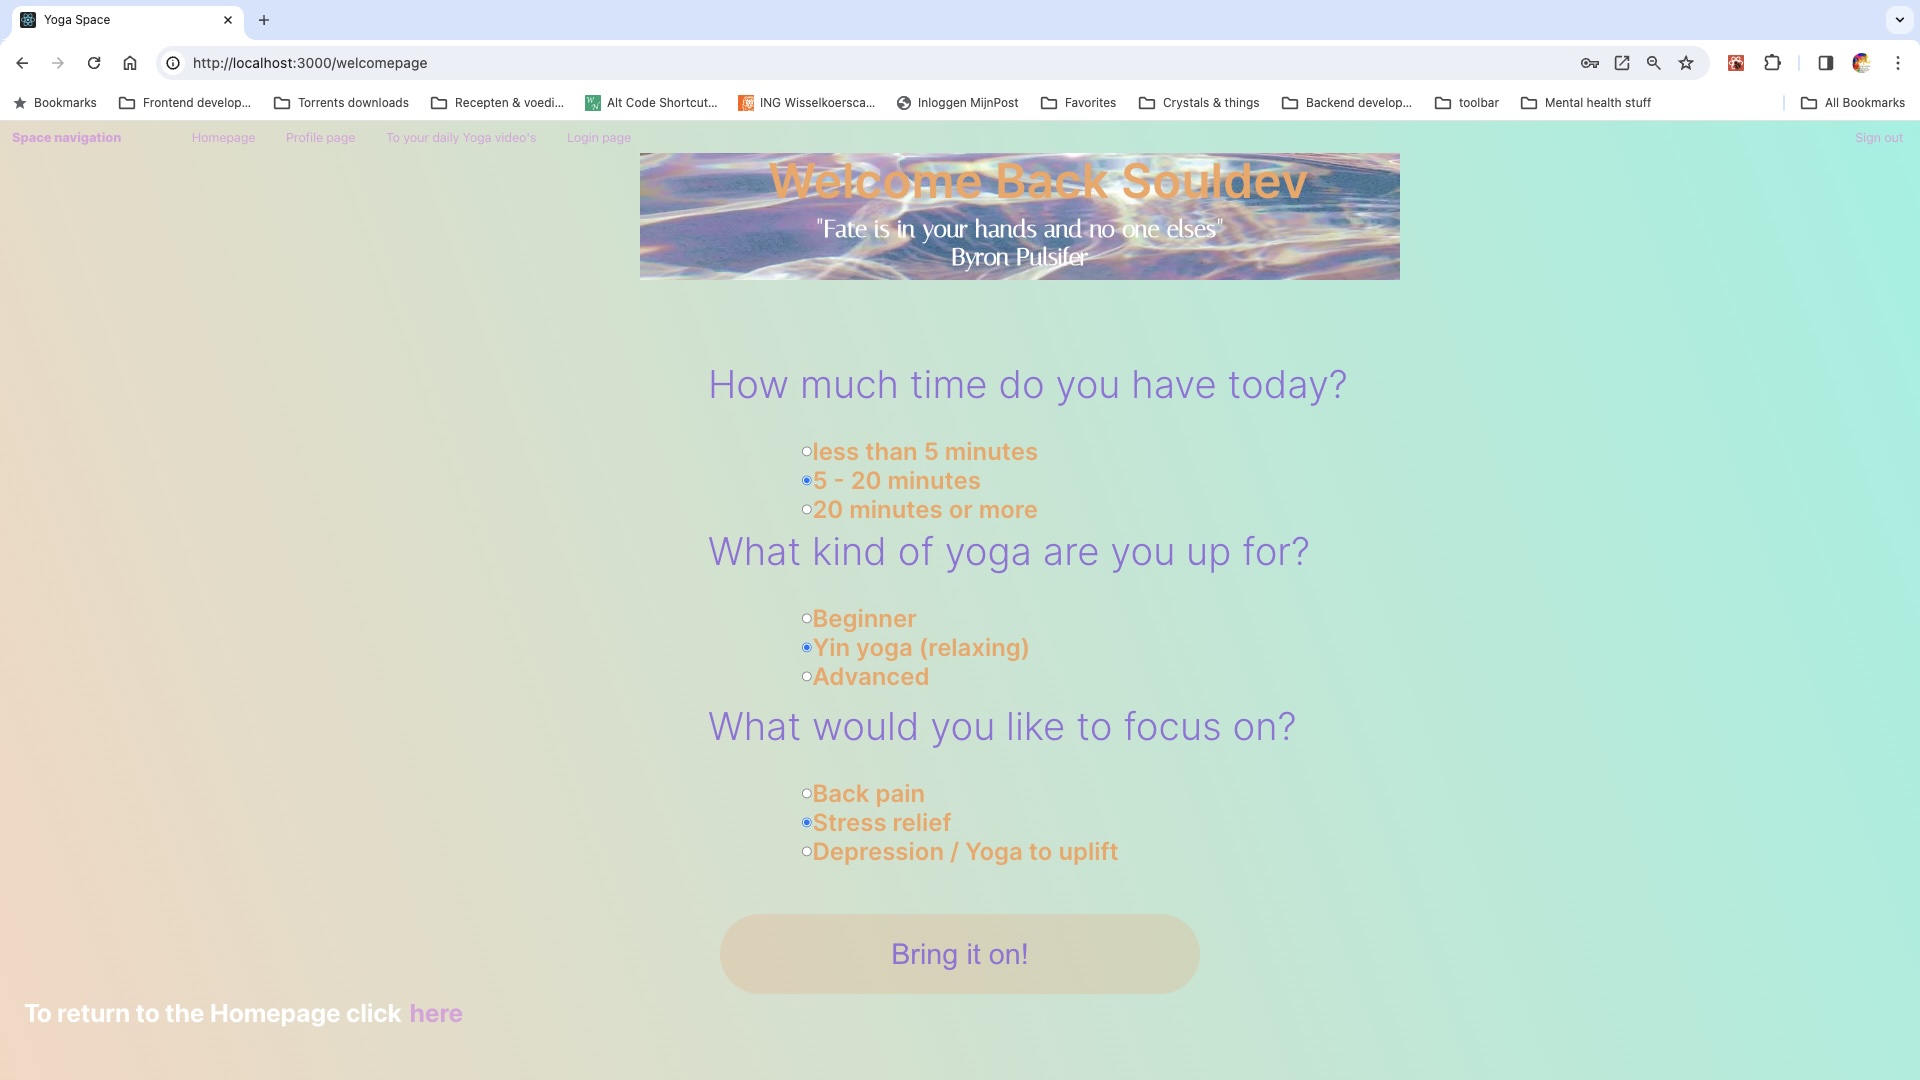 Yoga Space
http://localhost:3000/welcomepage
Bookmarks Frontend develop... Torrents downloads Recepten & voedi... Alt Code Shortcut... ING Wisselkoersca... Inloggen MijnPost Favorites Crystals & things Backend develop... toolbar Mental health stuff All Bookmarks
Space navigation Homepage Profile page To your daily Yoga video's Login page Sign out
Welcome Back Souldev
"Fate is in your hands and no one elses"
Byron Pulsifer
How much time do you have today?
less than 5 minutes
5 - 20 minutes
20 minutes or more
What kind of yoga are you up for?
Beginner
Yin yoga (relaxing)
Advanced
What would you like to focus on?
Back pain
Stress relief
Depression / Yoga to uplift
Bring it on!
To return to the Homepage click here